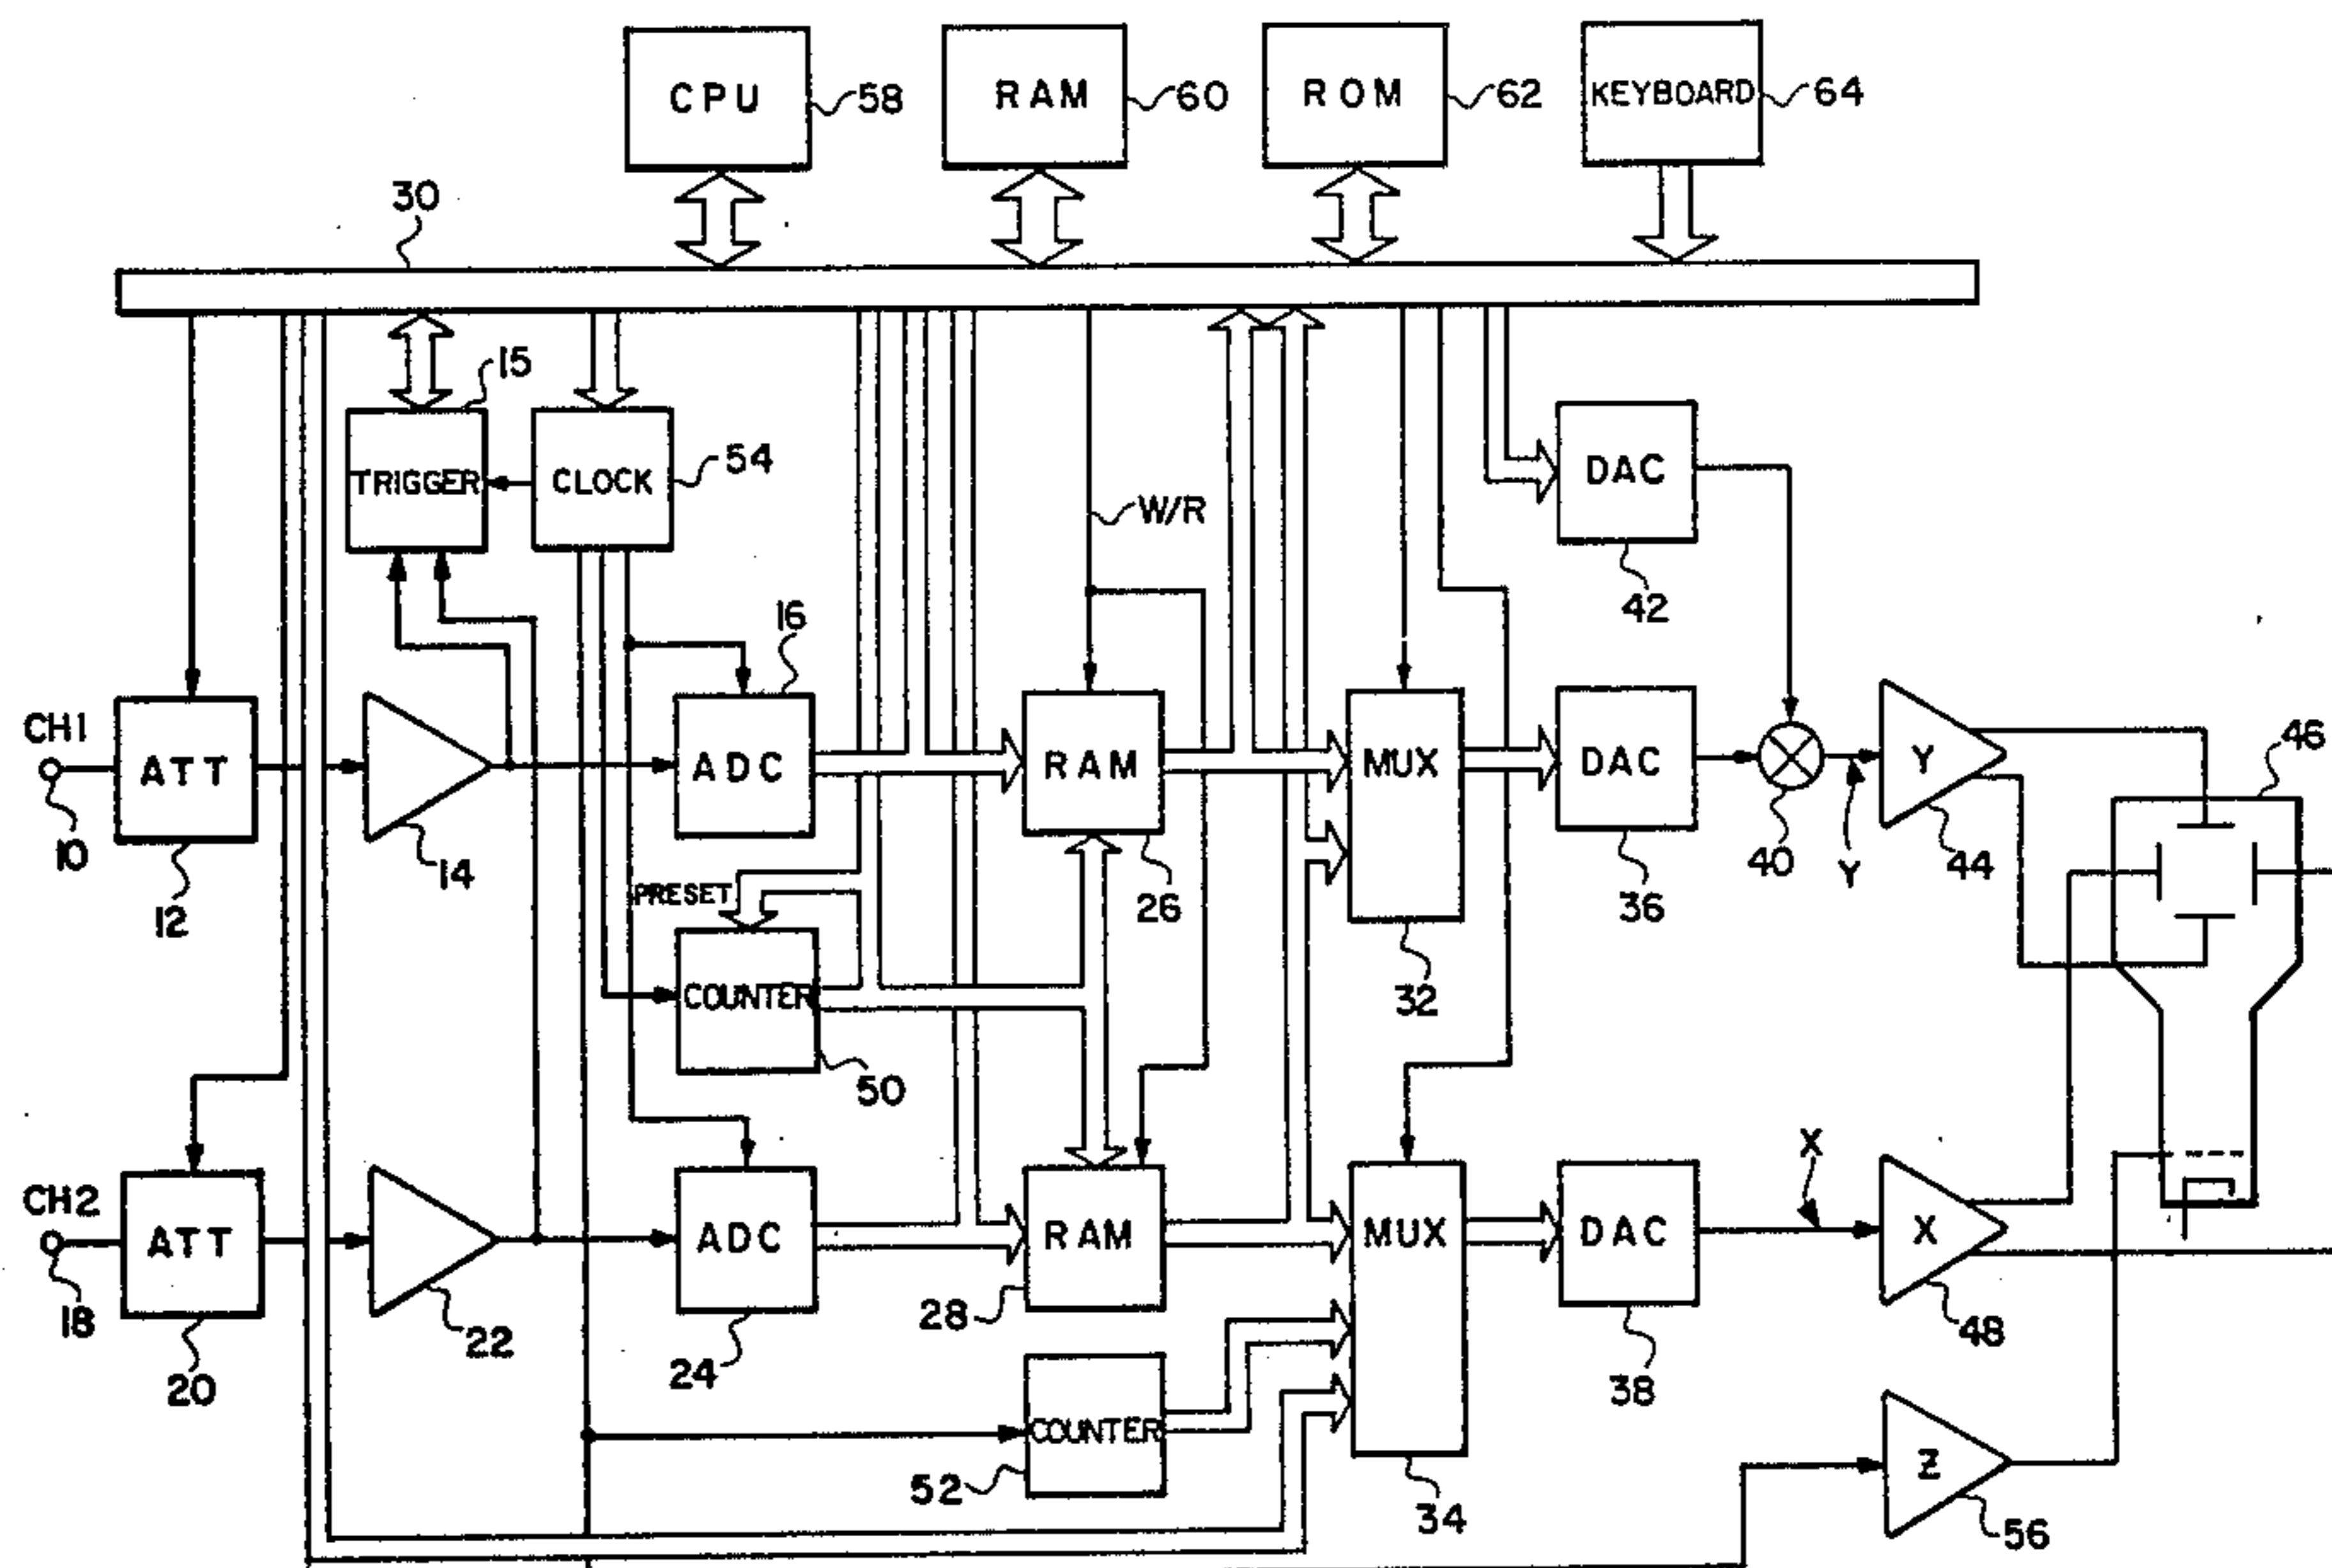 CPU
58
RAM
60
ROM
62
KEYBOARD
64
30
15
TRIGGER
CLOCK
54
W/R
DAC
42
16
CH1
10
ATT
12
14
ADC
RAM
26
MUX
32
DAC
36
40
Y
Y
44
46
PRESET
COUNTER
50
CH2
18
ATT
20
22
ADC
24
RAM
28
MUX
34
DAC
38
X
X
48
COUNTER
52
Z
56